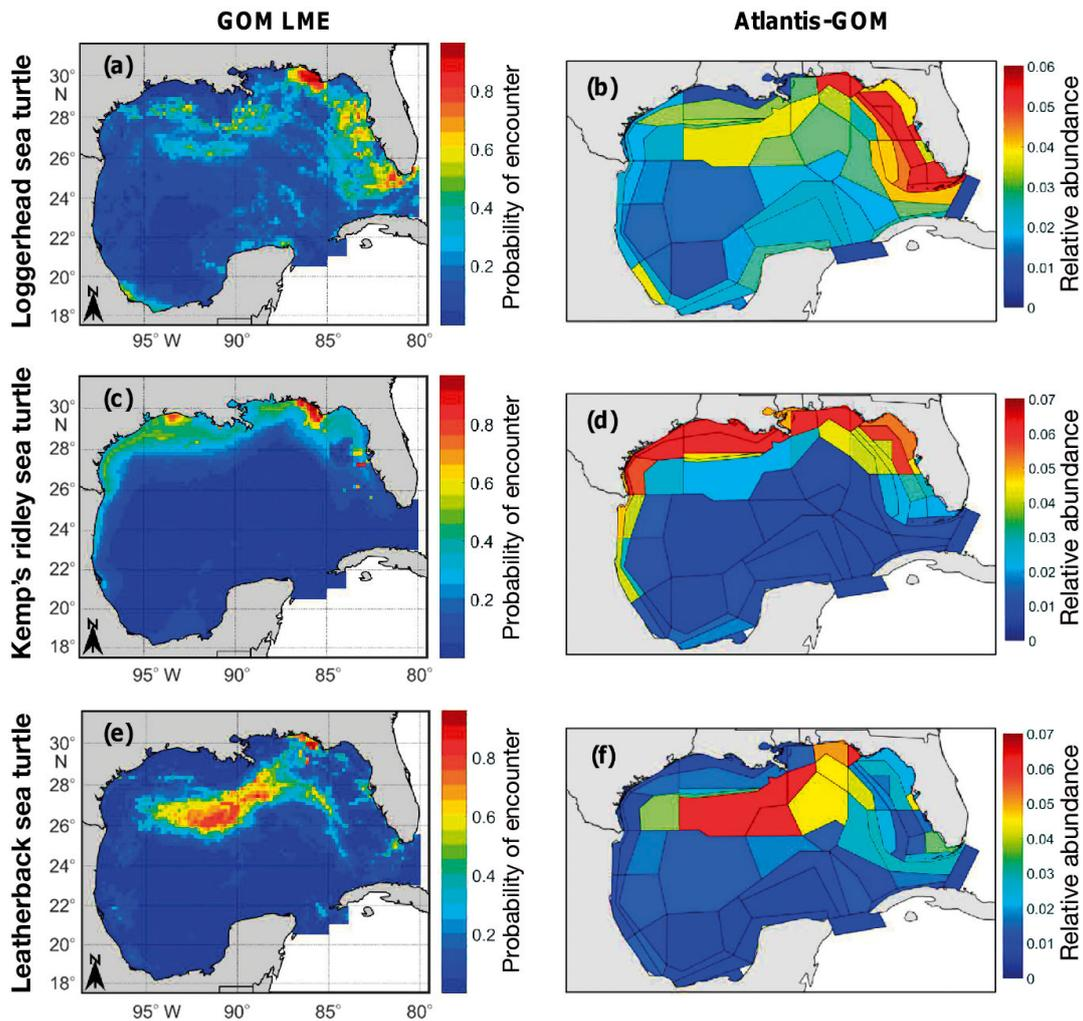 GOM LME
Atlantis-GOM
Loggerhead sea turtle
(a)
30°
N
28°
26°
24°
22°
20°
18°
N
95° W
90°
85°
80°
0.8
0.6
0.4
0.2
Probability of encounter
(b)
0.06
0.05
0.04
0.03
0.02
0.01
0
Relative abundance
Kemp's ridley sea turtle
(c)
30°
N
28°
26°
24°
22°
20°
18°
N
95° W
90°
85°
80°
0.8
0.6
0.4
0.2
Probability of encounter
(d)
0.07
0.06
0.05
0.04
0.03
0.02
0.01
0
Relative abundance
Leatherback sea turtle
(e)
30°
N
28°
26°
24°
22°
20°
18°
N
95° W
90°
85°
80°
0.8
0.6
0.4
0.2
Probability of encounter
(f)
0.07
0.06
0.05
0.04
0.03
0.02
0.01
0
Relative abundance